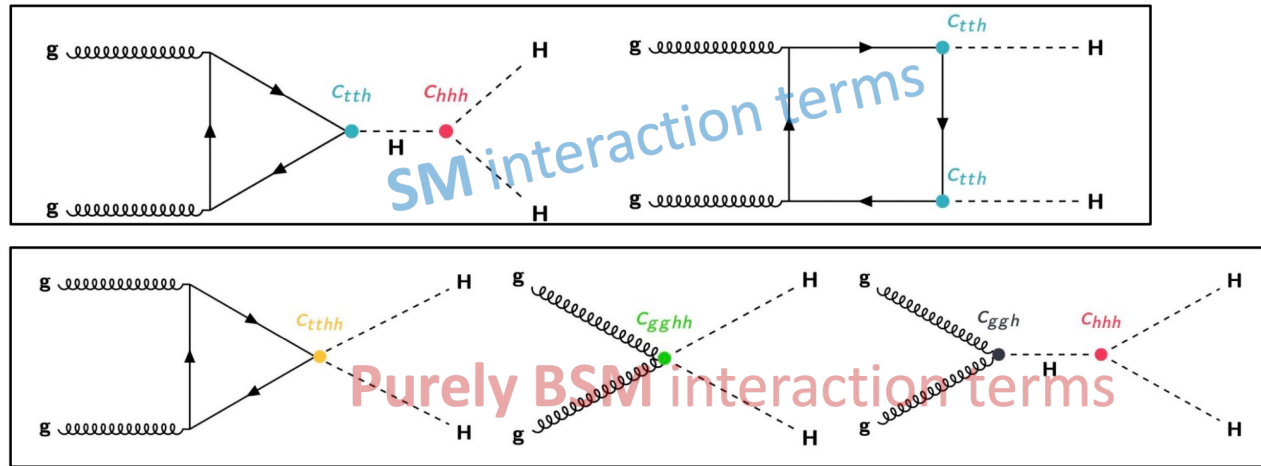 g
c_tth
H
c_hhh
H
H
g
g
c_tth
H
g
c_tth
H
SM interaction terms
g
c_tthh
H
H
g
g
c_gghh
H
H
g
g
c_ggh
H
c_hhh
H
H
g
Purely BSM interaction terms